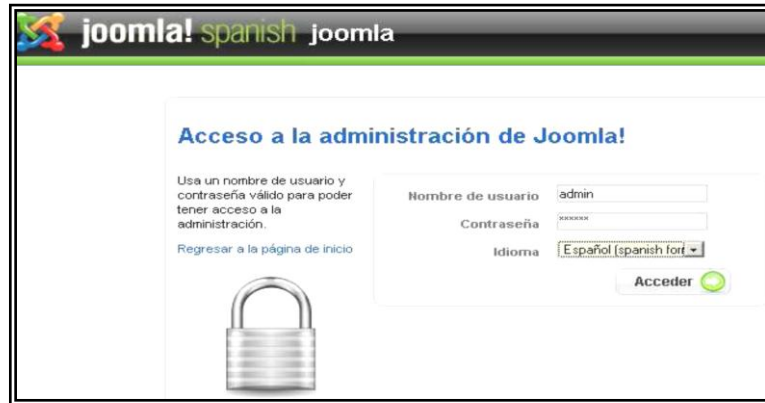 joomla! spanish joomla
Acceso a la administración de Joomla!
Usa un nombre de usuario y
contraseña válido para poder
tener acceso a la
administración.
Regresar a la página de inicio
Nombre de usuario admin
Contraseña ××××××
Idioma Español (spanish for
Acceder